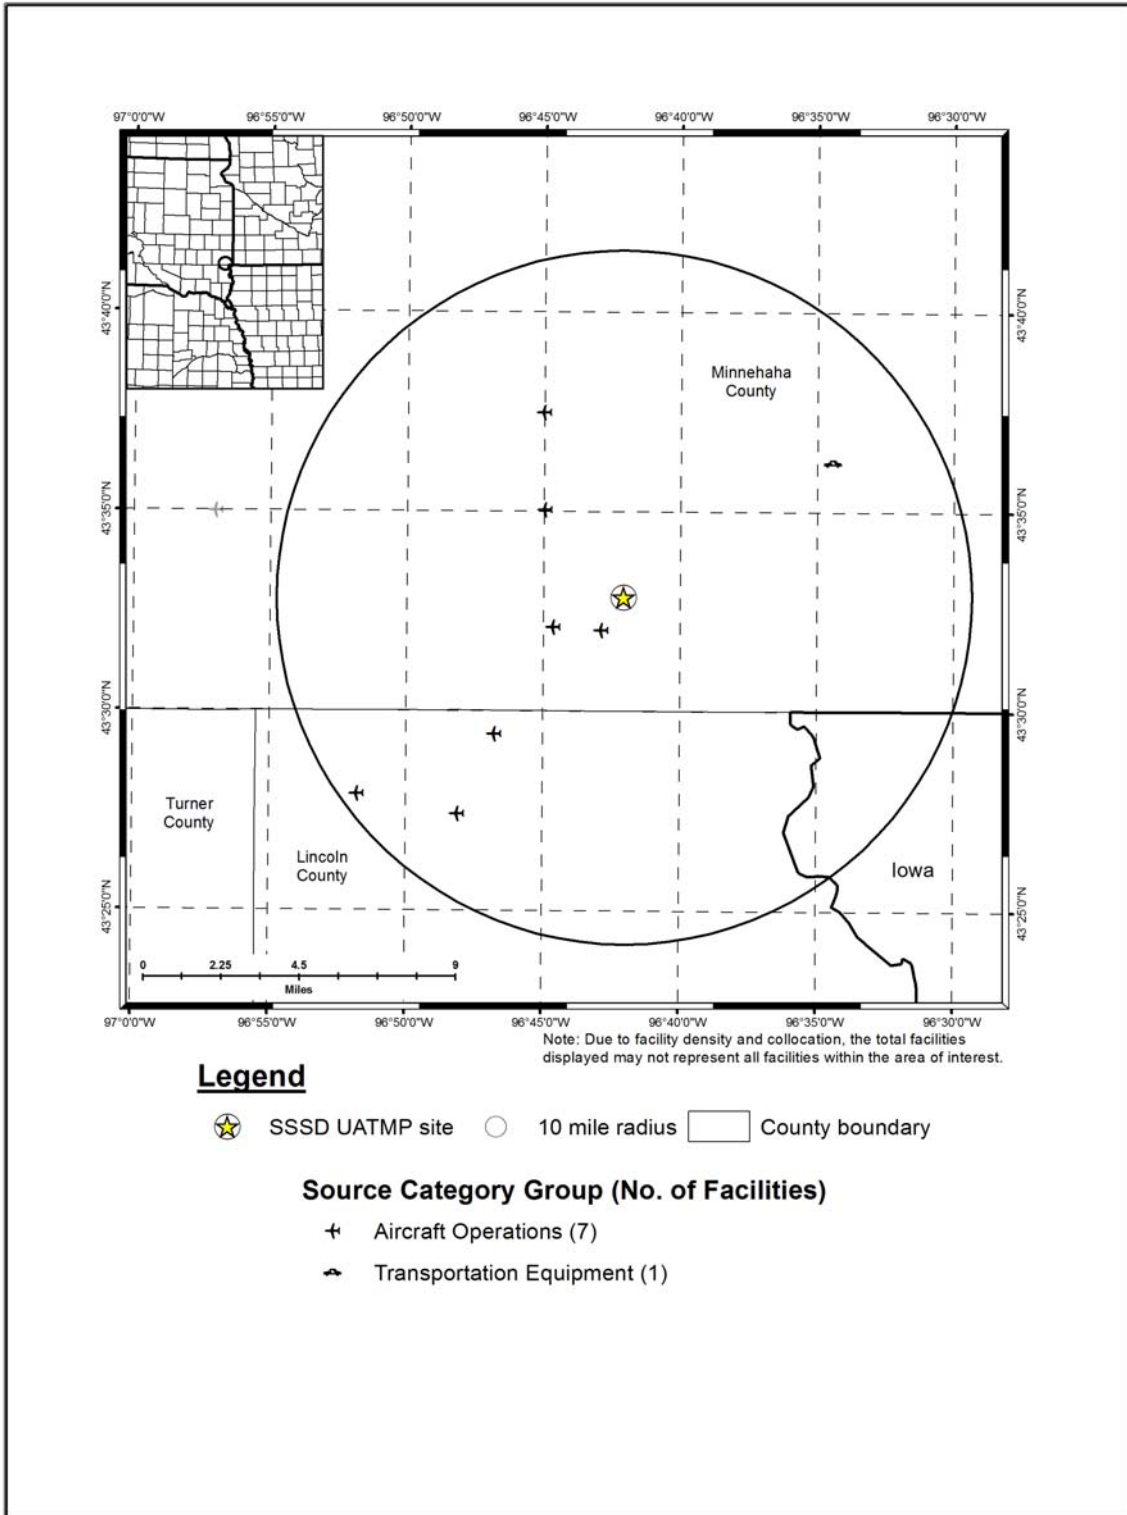 97°0'0"W 96°55'0"W 96°50'0"W 96°45'0"W 96°40'0"W 96°35'0"W 96°30'0"W
43°40'0"N 43°40'0"N
Minnehaha
County
43°35'0"N 43°35'0"N
43°30'0"N 43°30'0"N
Turner
County
Lincoln
County
Iowa
43°25'0"N 43°25'0"N
0 2.25 4.5 9
Miles
97°0'0"W 96°55'0"W 96°50'0"W 96°45'0"W 96°40'0"W 96°35'0"W 96°30'0"W
Note: Due to facility density and collocation, the total facilities
displayed may not represent all facilities within the area of interest.
Legend
SSSD UATMP site 10 mile radius County boundary
Source Category Group (No. of Facilities)
Aircraft Operations (7)
Transportation Equipment (1)